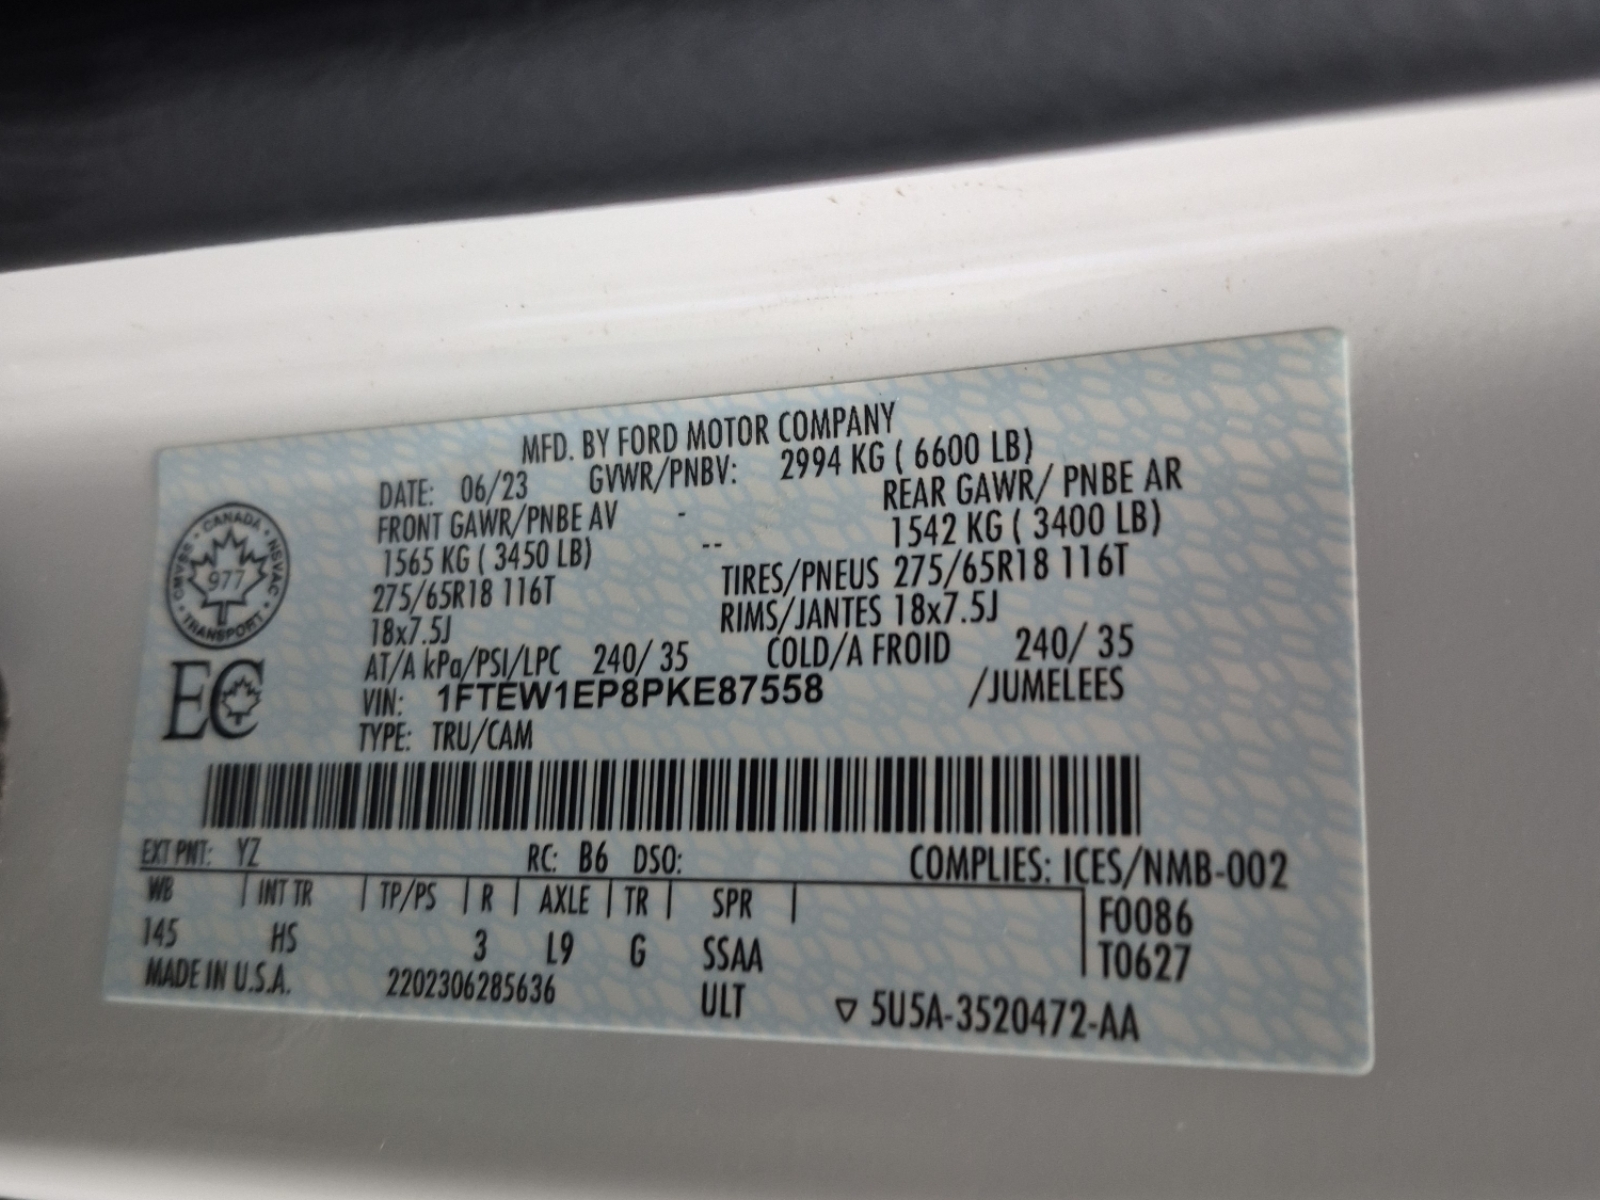 MFD. BY FORD MOTOR COMPANY
DATE: 06/23 GVWR/PNBV: 2994 KG ( 6600 LB)
FRONT GAWR/PNBE AV - REAR GAWR/ PNBE AR
1565 KG ( 3450 LB) -- 1542 KG ( 3400 LB)
275/65R18 116T TIRES/PNEUS 275/65R18 116T
18x7.5J RIMS/JANTES 18x7.5J
AT/A kPa/PSI/LPC 240/ 35 COLD/A FROID 240/ 35
VIN: 1FTEW1EP8PKE87558 /JUMELEES
TYPE: TRU/CAM
CANADA
CMVSS NSVAC
977
TRANSPORT
EC
EXT PNT: YZ RC: B6 DSO: COMPLIES: ICES/NMB-002
WB | INT TR | TP/PS | R | AXLE | TR | SPR | F0086
145 HS 3 L9 G SSAA T0627
MADE IN U.S.A. 2202306285636 ULT ▽ 5U5A-3520472-AA